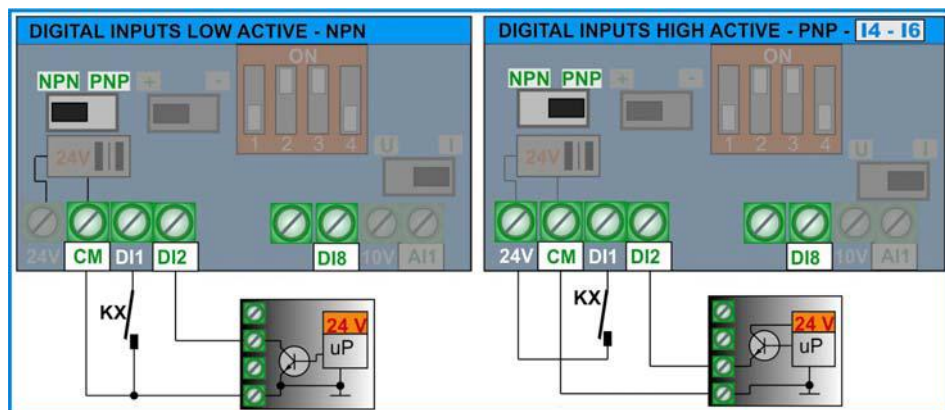 DIGITAL INPUTS LOW ACTIVE - NPN
NPN PNP + -
ON
24V
1 2 3 4
U I
24V CM DI1 DI2 DI8 10V AI1
KX
24 V
uP
DIGITAL INPUTS HIGH ACTIVE - PNP - I4 - I6
NPN PNP + -
ON
24V
1 2 3 4
U I
24V CM DI1 DI2 DI8 10V AI1
KX
24 V
uP